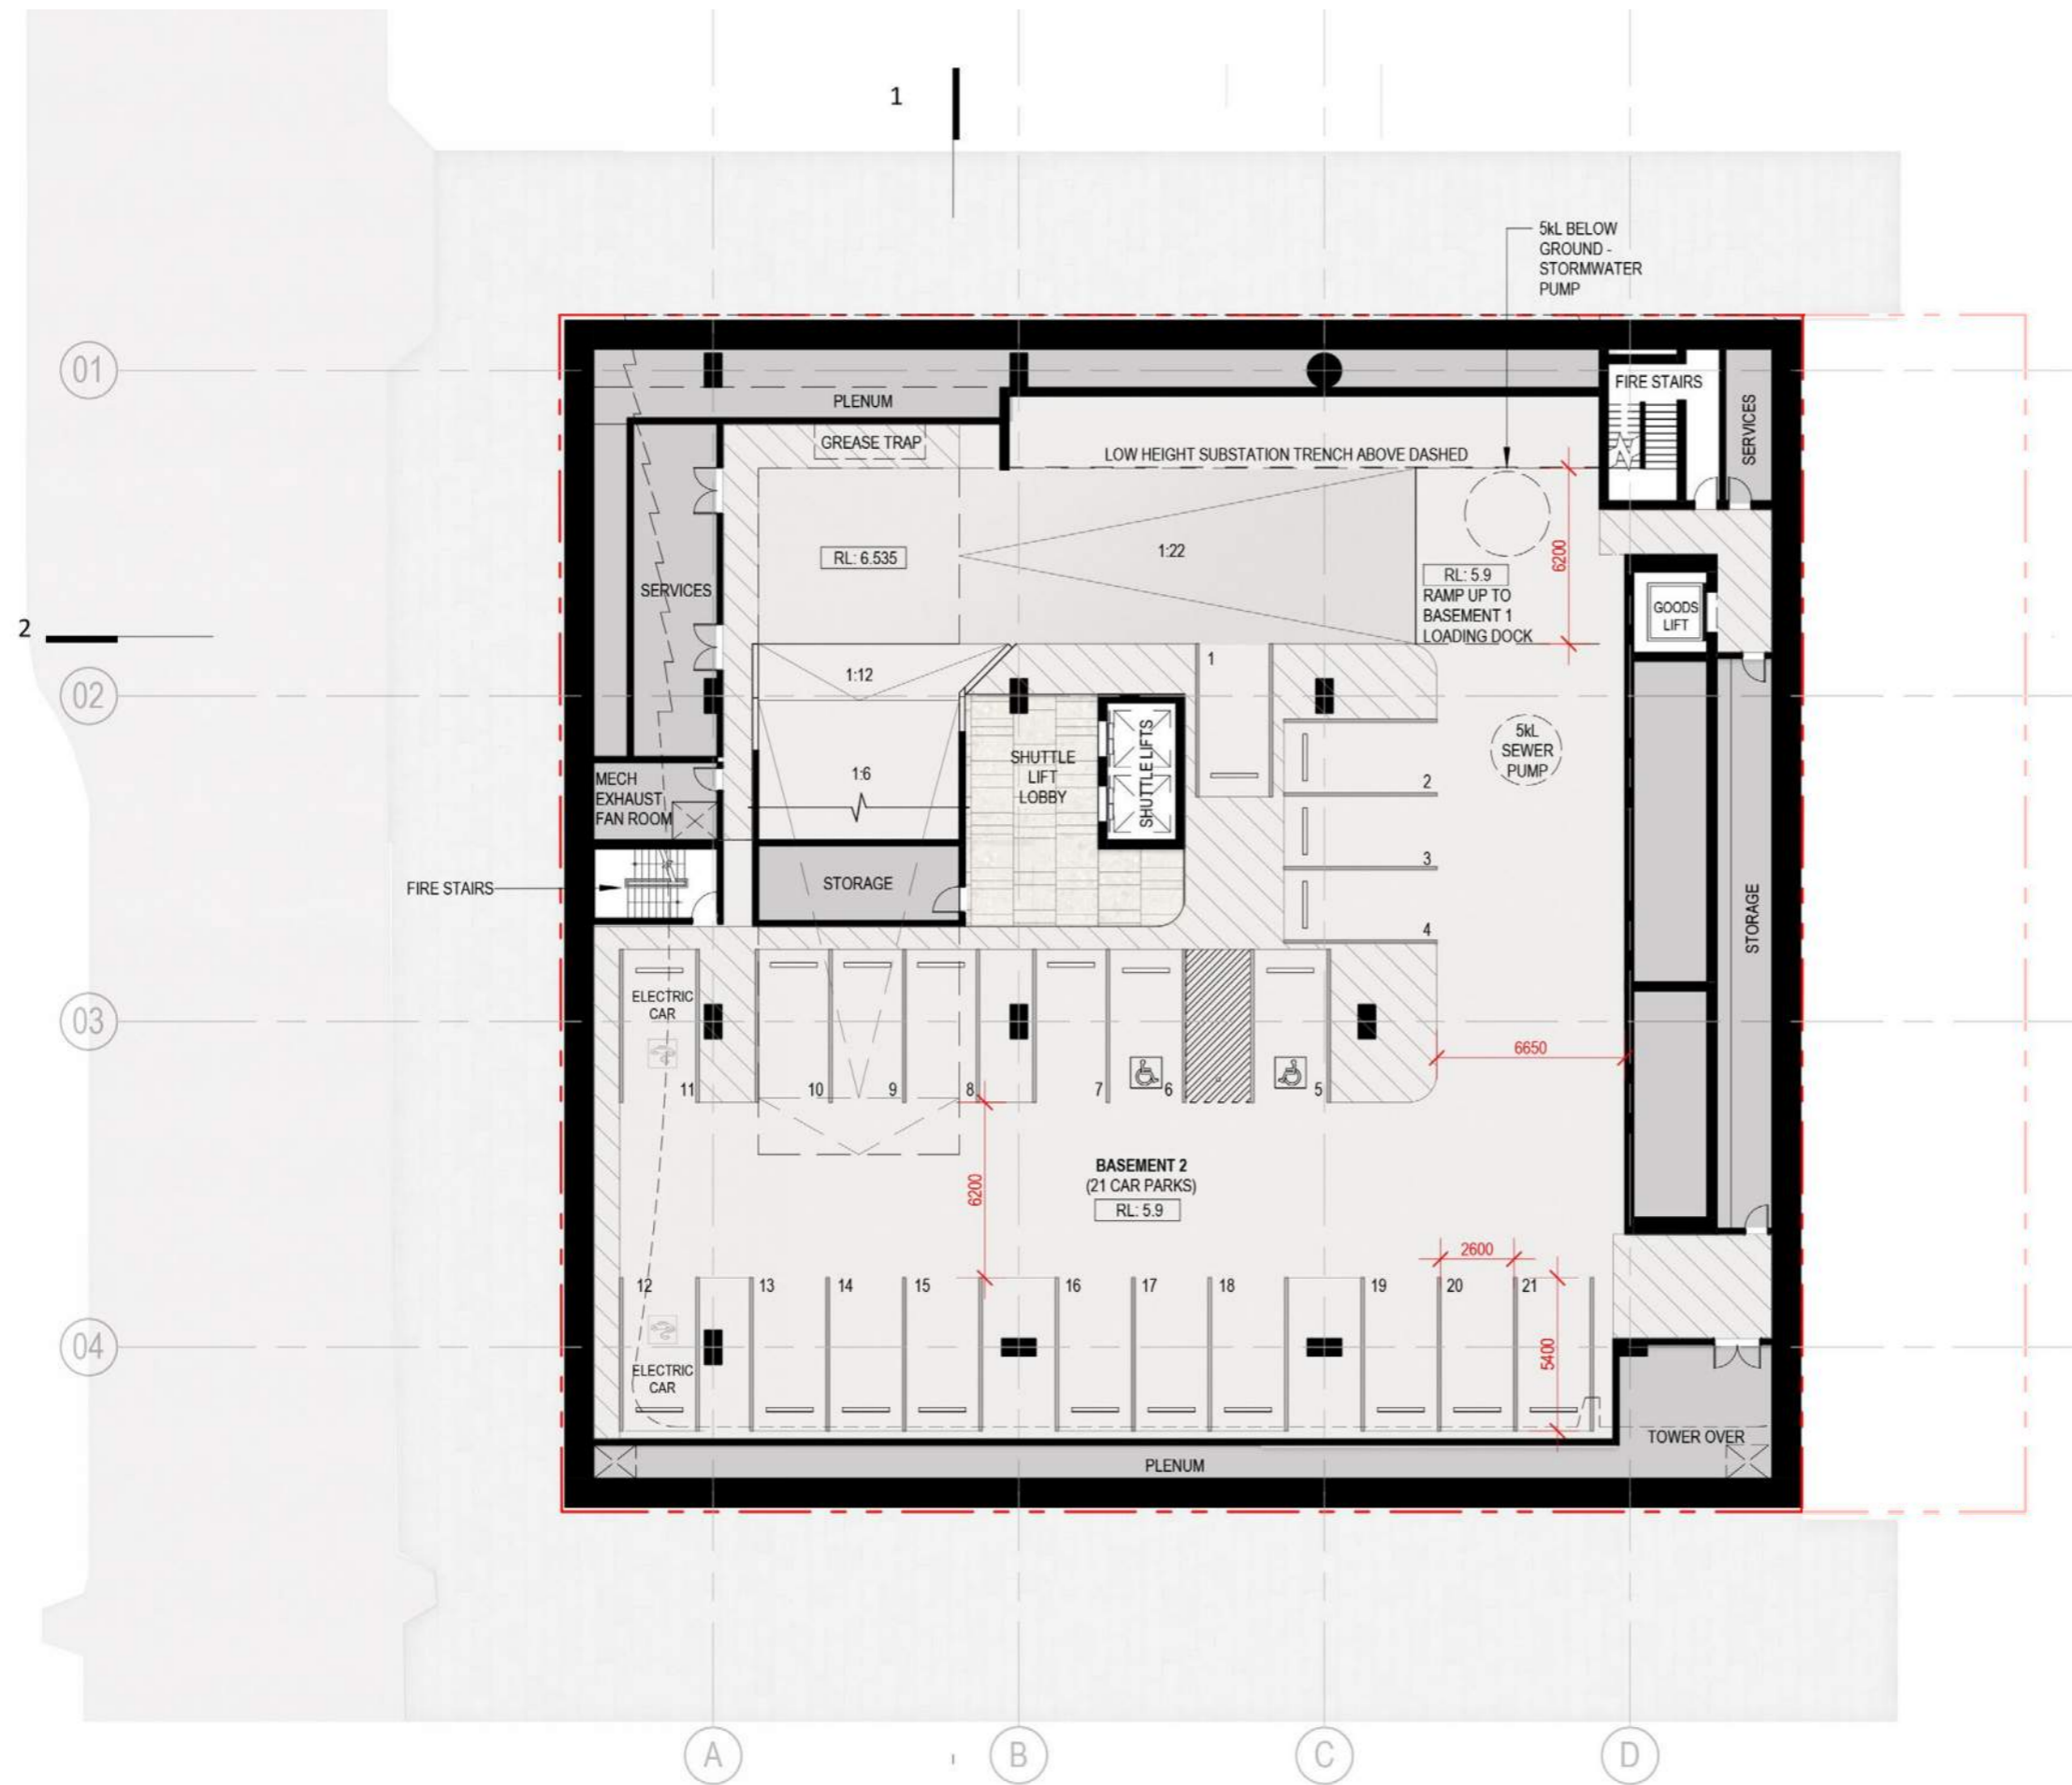 1
5kL BELOW
GROUND -
STORMWATER
PUMP
01
FIRE STAIRS
SERVICES
PLENUM
GREASE TRAP
LOW HEIGHT SUBSTATION TRENCH ABOVE DASHED
RL: 6.535
1:22
6200
RL: 5.9
RAMP UP TO
BASEMENT 1
LOADING DOCK
SERVICES
GOODS
LIFT
2
1
1:12
02
SHUTTLE LIFTS
5kL
SEWER
PUMP
SHUTTLE
LIFT
LOBBY
1:6
MECH
EXHAUST
FAN ROOM
2
3
4
FIRE STAIRS
STORAGE
STORAGE
ELECTRIC
CAR
03
6650
11
10
9
8
7
6
5
BASEMENT 2
(21 CAR PARKS)
RL: 5.9
6200
2600
12
13
14
15
16
17
18
19
20
21
04
ELECTRIC
CAR
5400
TOWER OVER
PLENUM
A
B
C
D